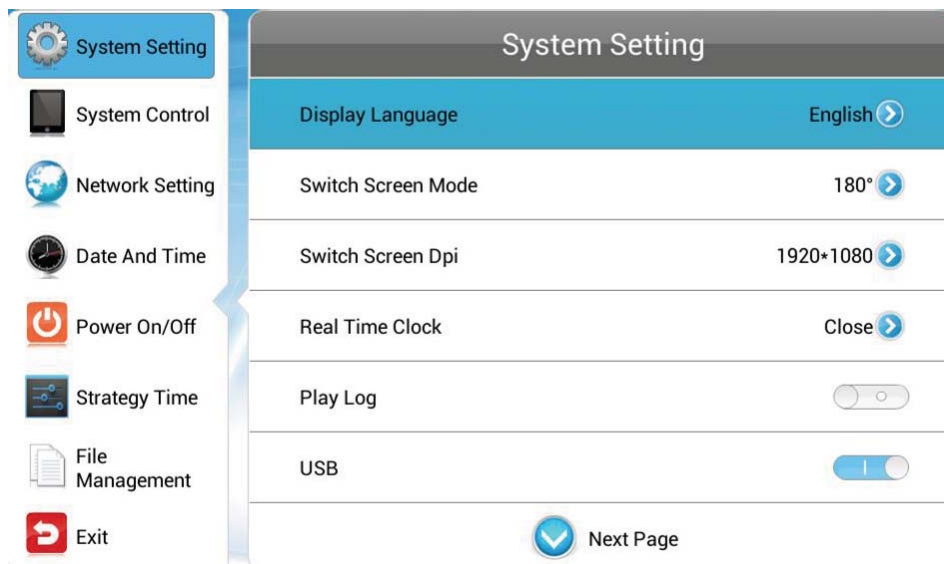 System Setting
System Control
Network Setting
Date And Time
Power On/Off
Strategy Time
File
Management
Exit
System Setting
Display Language English
Switch Screen Mode 180°
Switch Screen Dpi 1920*1080
Real Time Clock Close
Play Log
USB
Next Page